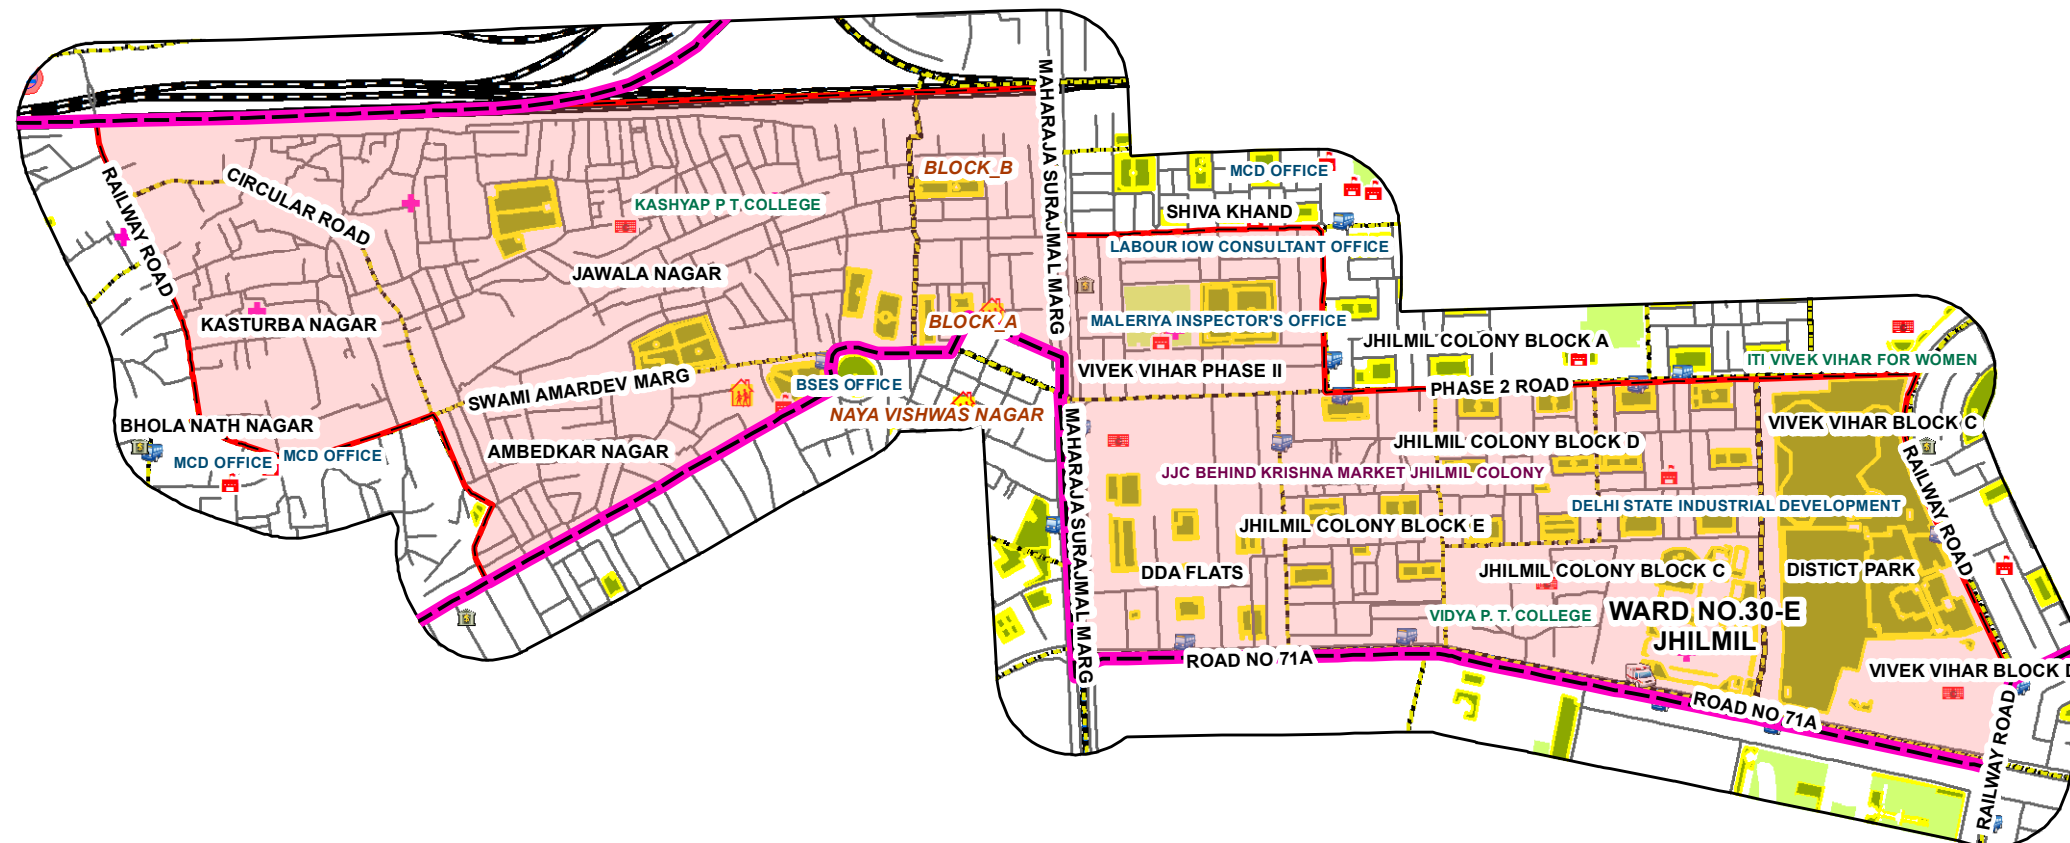 MAHARAJA SURAJMAL MARG
BLOCK_B
MCD OFFICE
RAILWAY ROAD
CIRCULAR ROAD
KASHYAP P T COLLEGE
SHIVA KHAND
LABOUR IOW CONSULTANT OFFICE
JAWALA NAGAR
KASTURBA NAGAR
BLOCK_A
MALERIYA INSPECTOR'S OFFICE
JHILMIL COLONY BLOCK A
ITI VIVEK VIHAR FOR WOMEN
VIVEK VIHAR PHASE II
SWAMI AMARDEV MARG
BSES OFFICE
PHASE 2 ROAD
NAYA VISHWAS NAGAR
BHOLA NATH NAGAR
VIVEK VIHAR BLOCK C
MCD OFFICE
MCD OFFICE
AMBEDKAR NAGAR
JHILMIL COLONY BLOCK D
JJC BEHIND KRISHNA MARKET JHILMIL COLONY
MAHARAJA SURAJMAL MARG
RAILWAY ROAD
DELHI STATE INDUSTRIAL DEVELOPMENT
JHILMIL COLONY BLOCK E
DDA FLATS
JHILMIL COLONY BLOCK C
DISTICT PARK
VIDYA P. T. COLLEGE
WARD NO.30-E
JHILMIL
ROAD NO 71A
VIVEK VIHAR BLOCK D
ROAD NO 71A
RAILWAY ROAD